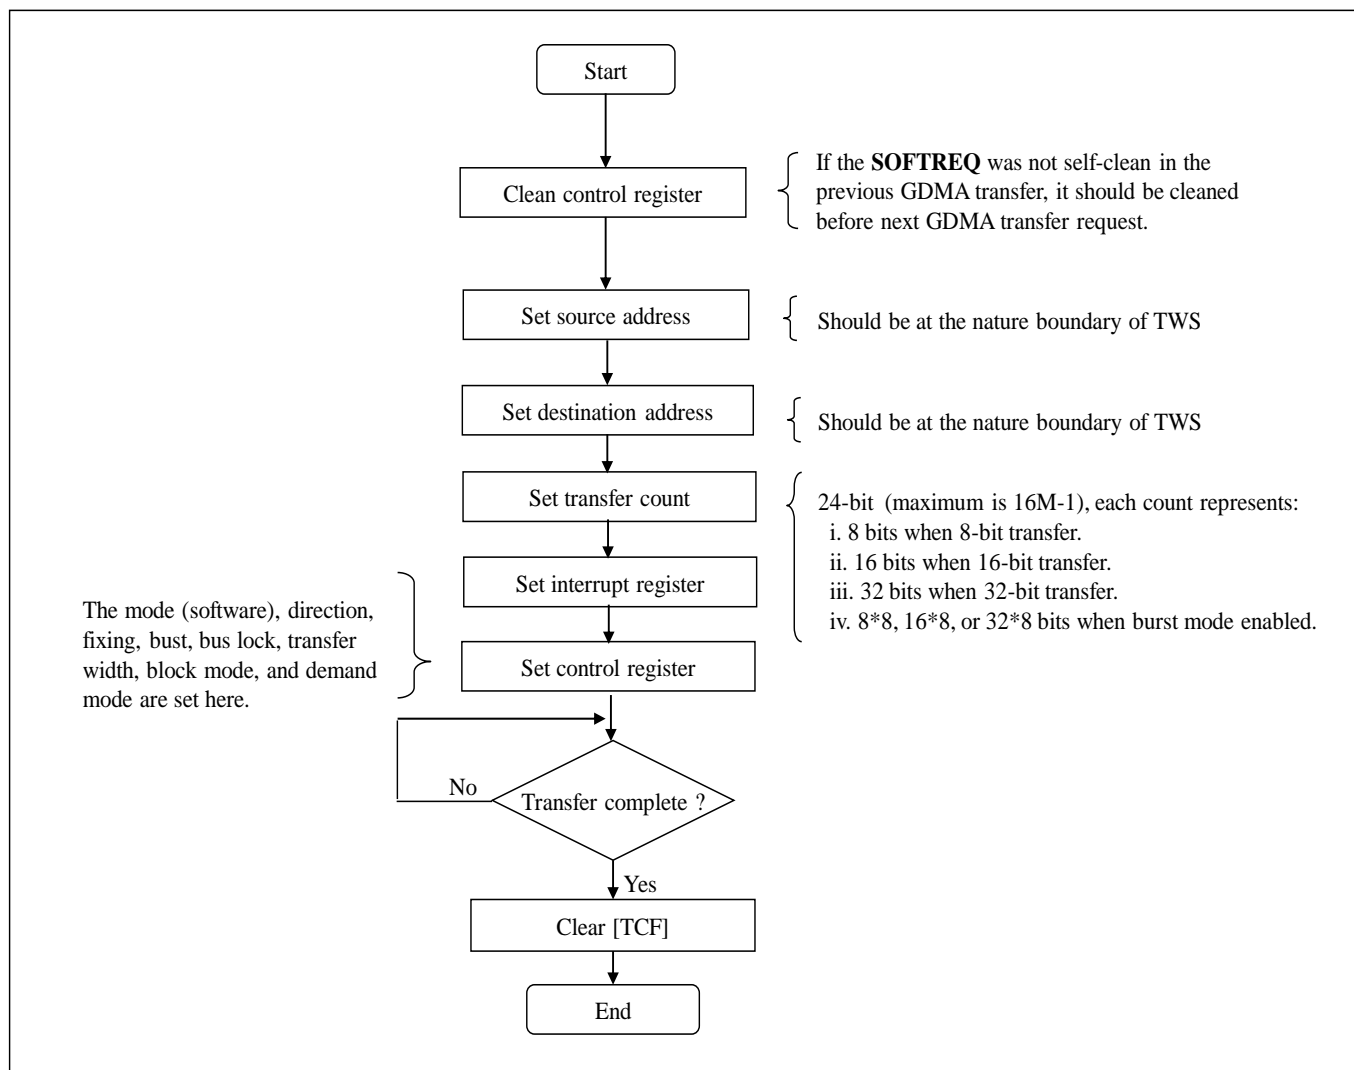 Start
Clean control register
If the SOFTREQ was not self-clean in the
previous GDMA transfer, it should be cleaned
before next GDMA transfer request.
Set source address
Should be at the nature boundary of TWS
Set destination address
Should be at the nature boundary of TWS
Set transfer count
24-bit (maximum is 16M-1), each count represents:
i. 8 bits when 8-bit transfer.
ii. 16 bits when 16-bit transfer.
iii. 32 bits when 32-bit transfer.
iv. 8*8, 16*8, or 32*8 bits when burst mode enabled.
Set interrupt register
The mode (software), direction,
fixing, bust, bus lock, transfer
width, block mode, and demand
mode are set here.
Set control register
No
Transfer complete ?
Yes
Clear [TCF]
End